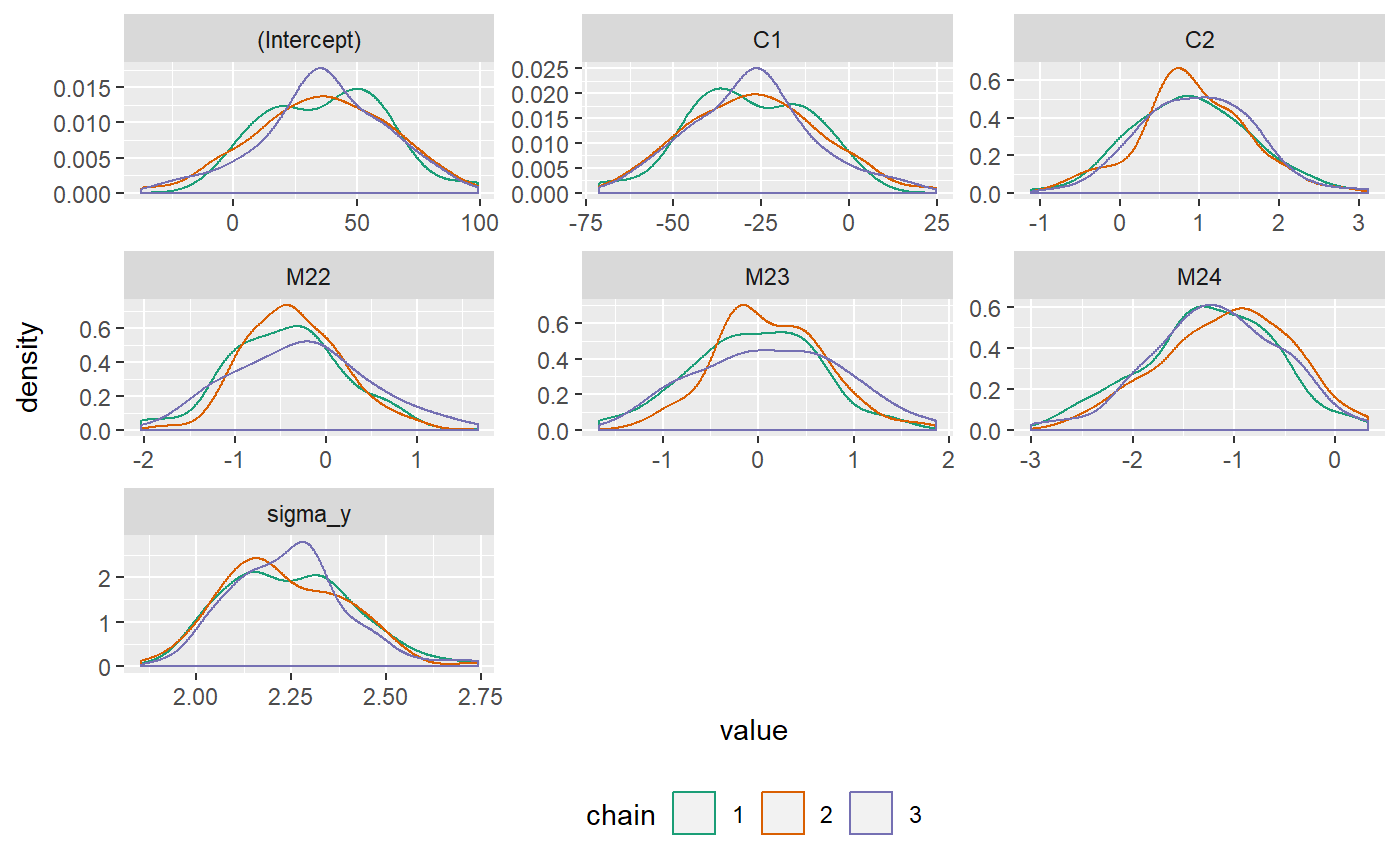 (Intercept) C1 C2
0.015 0.025 0.6
0.010 0.020 0.4
0.005 0.015 0.2
0.000 0.010 0.0
0.005
0.000
0 50 100 -75 -50 -25 0 25 -1 0 1 2 3
M22 M23 M24
0.6 0.6 0.6
0.4 0.4 0.4
0.2 0.2 0.2
0.0 0.0 0.0
-2 -1 0 1 -1 0 1 2 -3 -2 -1 0
density
sigma_y
2
1
0
2.00 2.25 2.50 2.75
value
chain 1 2 3